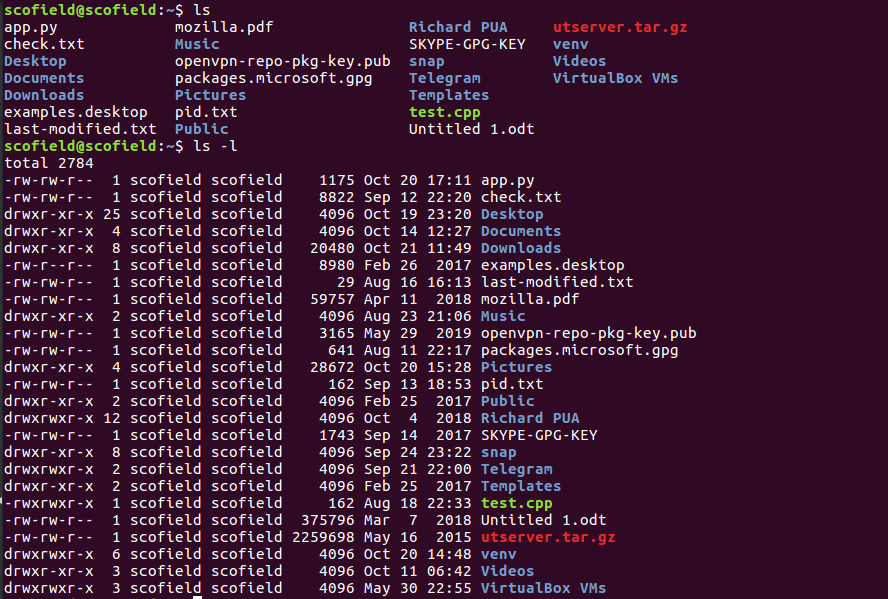 scofield@scofield:~$ ls
app.py               mozilla.pdf                Richard PUA     utserver.tar.gz
check.txt            Music                      SKYPE-GPG-KEY   venv
Desktop              openvpn-repo-pkg-key.pub   snap            Videos
Documents            packages.microsoft.gpg     Telegram        VirtualBox VMs
Downloads            Pictures                   Templates
examples.desktop     pid.txt                    test.cpp
last-modified.txt    Public                     Untitled 1.odt
scofield@scofield:~$ ls -l
total 2784
-rw-rw-r--  1 scofield scofield    1175 Oct 20 17:11 app.py
-rw-rw-r--  1 scofield scofield    8822 Sep 12 22:20 check.txt
drwxr-xr-x 25 scofield scofield    4096 Oct 19 23:20 Desktop
drwxr-xr-x  4 scofield scofield    4096 Oct 14 12:27 Documents
drwxr-xr-x  8 scofield scofield   20480 Oct 21 11:49 Downloads
-rw-r--r--  1 scofield scofield    8980 Feb 26  2017 examples.desktop
-rw-rw-r--  1 scofield scofield      29 Aug 16 16:13 last-modified.txt
-rw-rw-r--  1 scofield scofield   59757 Apr 11  2018 mozilla.pdf
drwxr-xr-x  2 scofield scofield    4096 Aug 23 21:06 Music
-rw-rw-r--  1 scofield scofield    3165 May 29  2019 openvpn-repo-pkg-key.pub
-rw-rw-r--  1 scofield scofield     641 Aug 11 22:17 packages.microsoft.gpg
drwxr-xr-x  4 scofield scofield   28672 Oct 20 15:28 Pictures
-rw-rw-r--  1 scofield scofield     162 Sep 13 18:53 pid.txt
drwxr-xr-x  2 scofield scofield    4096 Feb 25  2017 Public
drwxrwxr-x 12 scofield scofield    4096 Oct  4  2018 Richard PUA
-rw-rw-r--  1 scofield scofield    1743 Sep 14  2017 SKYPE-GPG-KEY
drwxr-xr-x  8 scofield scofield    4096 Sep 24 23:22 snap
drwxrwxr-x  2 scofield scofield    4096 Sep 21 22:00 Telegram
drwxr-xr-x  2 scofield scofield    4096 Feb 25  2017 Templates
-rwxrwxr-x  1 scofield scofield     162 Aug 18 22:33 test.cpp
-rw-rw-r--  1 scofield scofield  375796 Mar  7  2018 Untitled 1.odt
-rw-rw-r--  1 scofield scofield 2259698 May 16  2015 utserver.tar.gz
drwxrwxr-x  6 scofield scofield    4096 Oct 20 14:48 venv
drwxr-xr-x  3 scofield scofield    4096 Oct 11 06:42 Videos
drwxrwxr-x  3 scofield scofield    4096 May 30 22:55 VirtualBox VMs